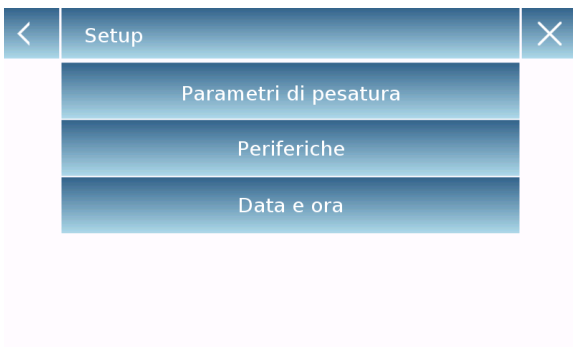 Setup
Parametri di pesatura
Periferiche
Data e ora